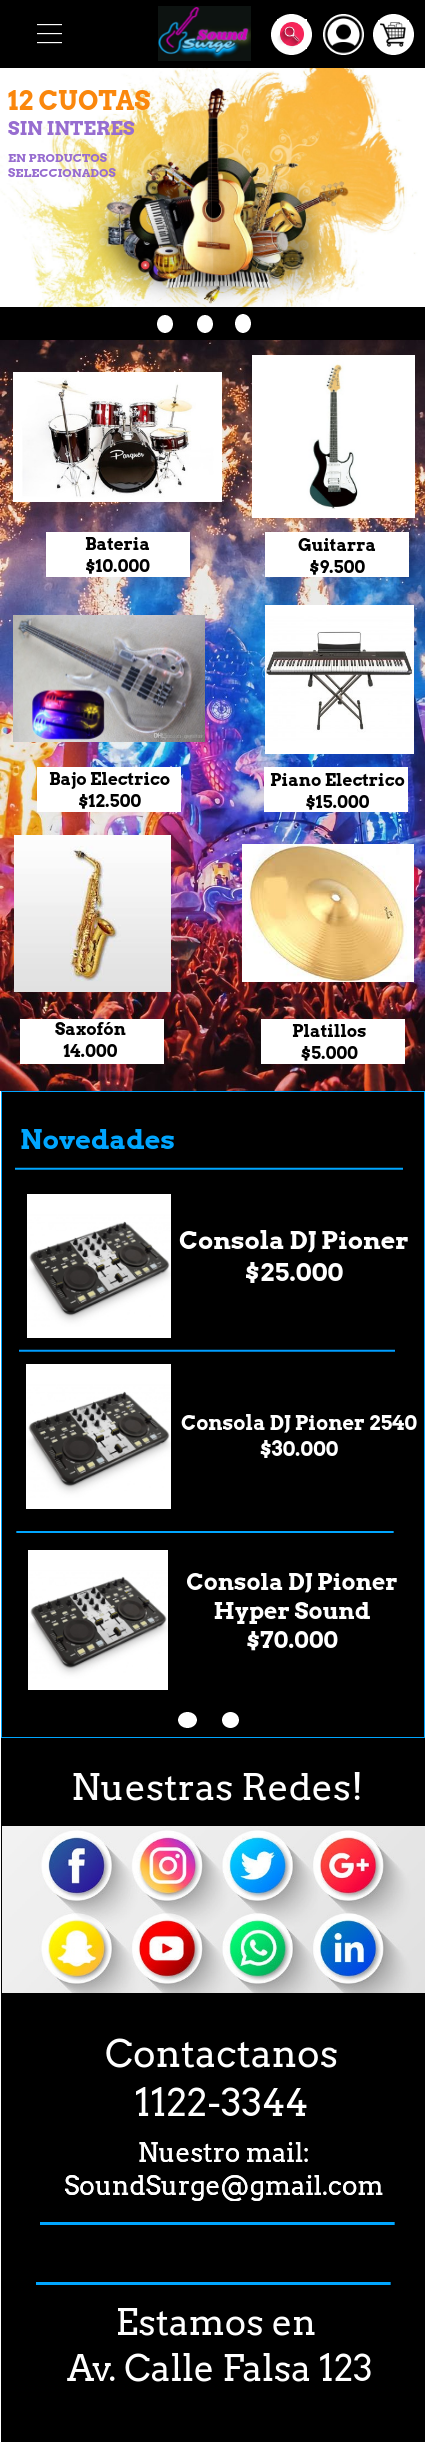 Sound
Surge
12 CUOTAS
SIN INTERES
EN PRODUCTOS
SELECCIONADOS
Parquer
Bateria
$10.000
Guitarra
$9.500
Bajo Electrico
$12.500
Piano Electrico
$15.000
Saxofón
14.000
Platillos
$5.000
Novedades
Consola DJ Pioner
$25.000
Consola DJ Pioner 2540
$30.000
Consola DJ Pioner
Hyper Sound
$70.000
Nuestras Redes!
f
G+
in
Contactanos
1122-3344
Nuestro mail:
SoundSurge@gmail.com
Estamos en
Av. Calle Falsa 123